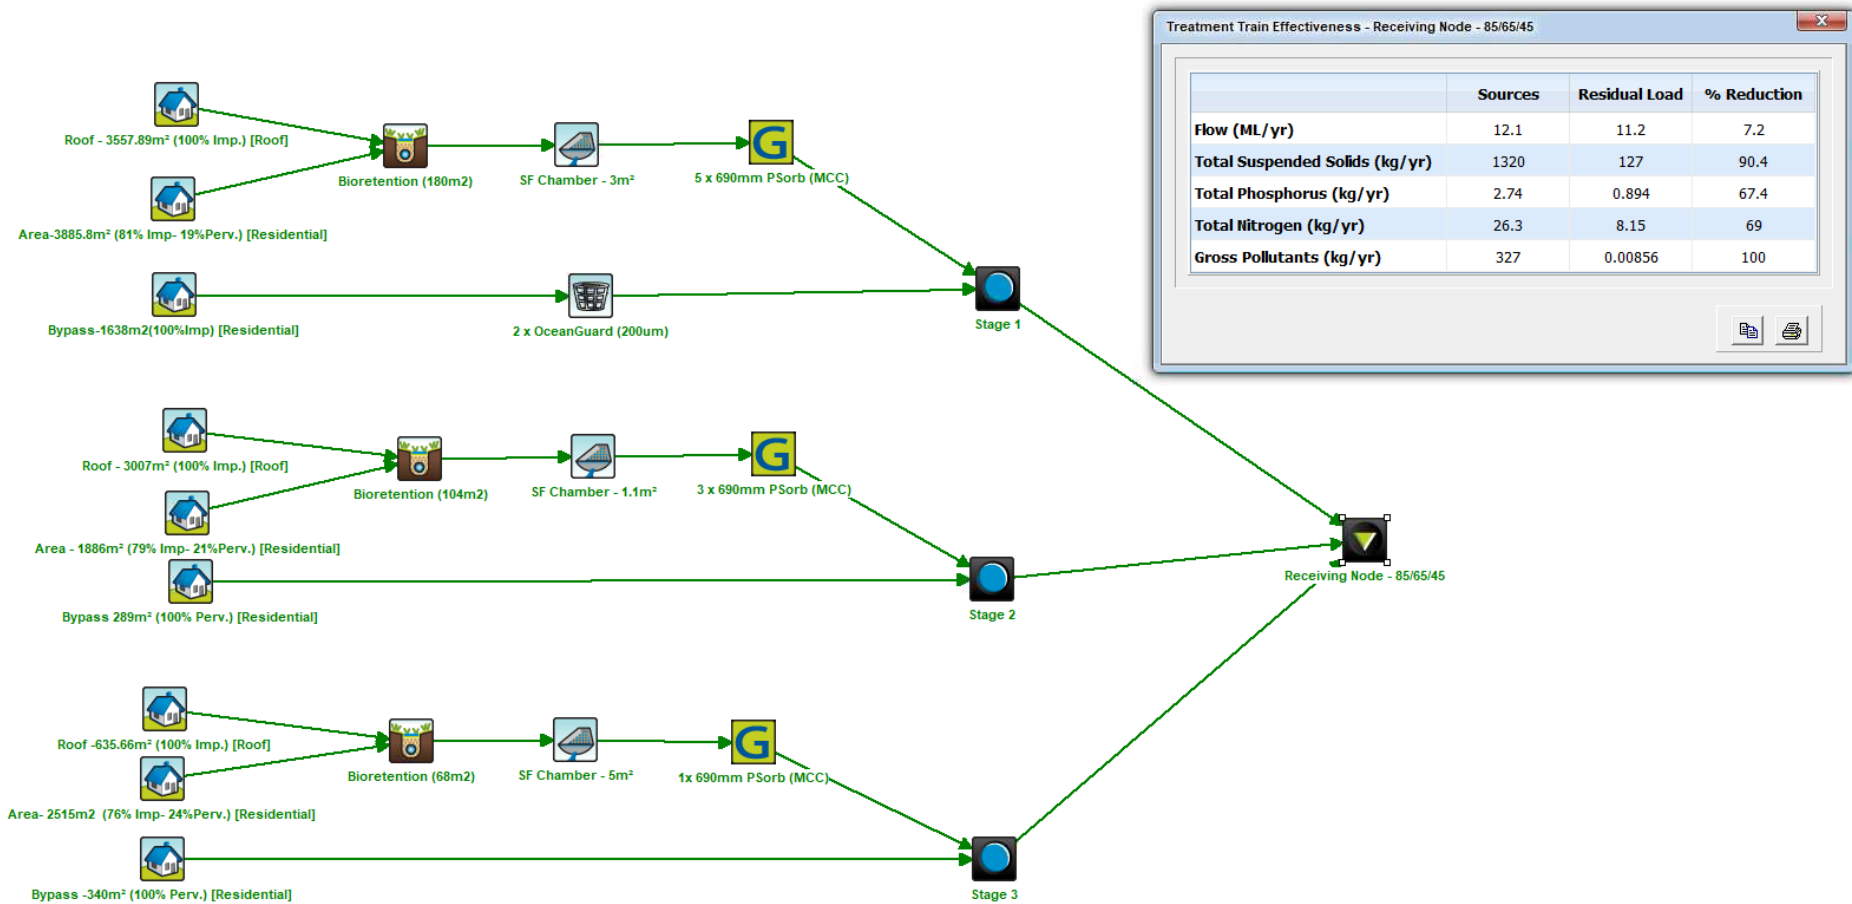 Treatment Train Effectiveness - Receiving Node - 85/65/45
Sources Residual Load % Reduction
Flow (ML/yr) 12.1 11.2 7.2
Total Suspended Solids (kg/yr) 1320 127 90.4
Total Phosphorus (kg/yr) 2.74 0.894 67.4
Total Nitrogen (kg/yr) 26.3 8.15 69
Gross Pollutants (kg/yr) 327 0.00856 100
Roof - 3557.89m² (100% Imp.) [Roof]
Bioretention (180m2)
SF Chamber - 3m²
G
5 x 690mm PSorb (MCC)
Area-3885.8m² (81% Imp- 19%Perv.) [Residential]
Bypass-1638m2(100%Imp) [Residential]
2 x OceanGuard (200um)
Stage 1
Roof - 3007m² (100% Imp.) [Roof]
Bioretention (104m2)
SF Chamber - 1.1m²
G
3 x 690mm PSorb (MCC)
Area - 1886m² (79% Imp- 21%Perv.) [Residential]
Bypass 289m² (100% Perv.) [Residential]
Stage 2
Receiving Node - 85/65/45
Roof -635.66m² (100% Imp.) [Roof]
Bioretention (68m2)
SF Chamber - 5m²
G
1x 690mm PSorb (MCC)
Area- 2515m2 (76% Imp- 24%Perv.) [Residential]
Bypass -340m² (100% Perv.) [Residential]
Stage 3